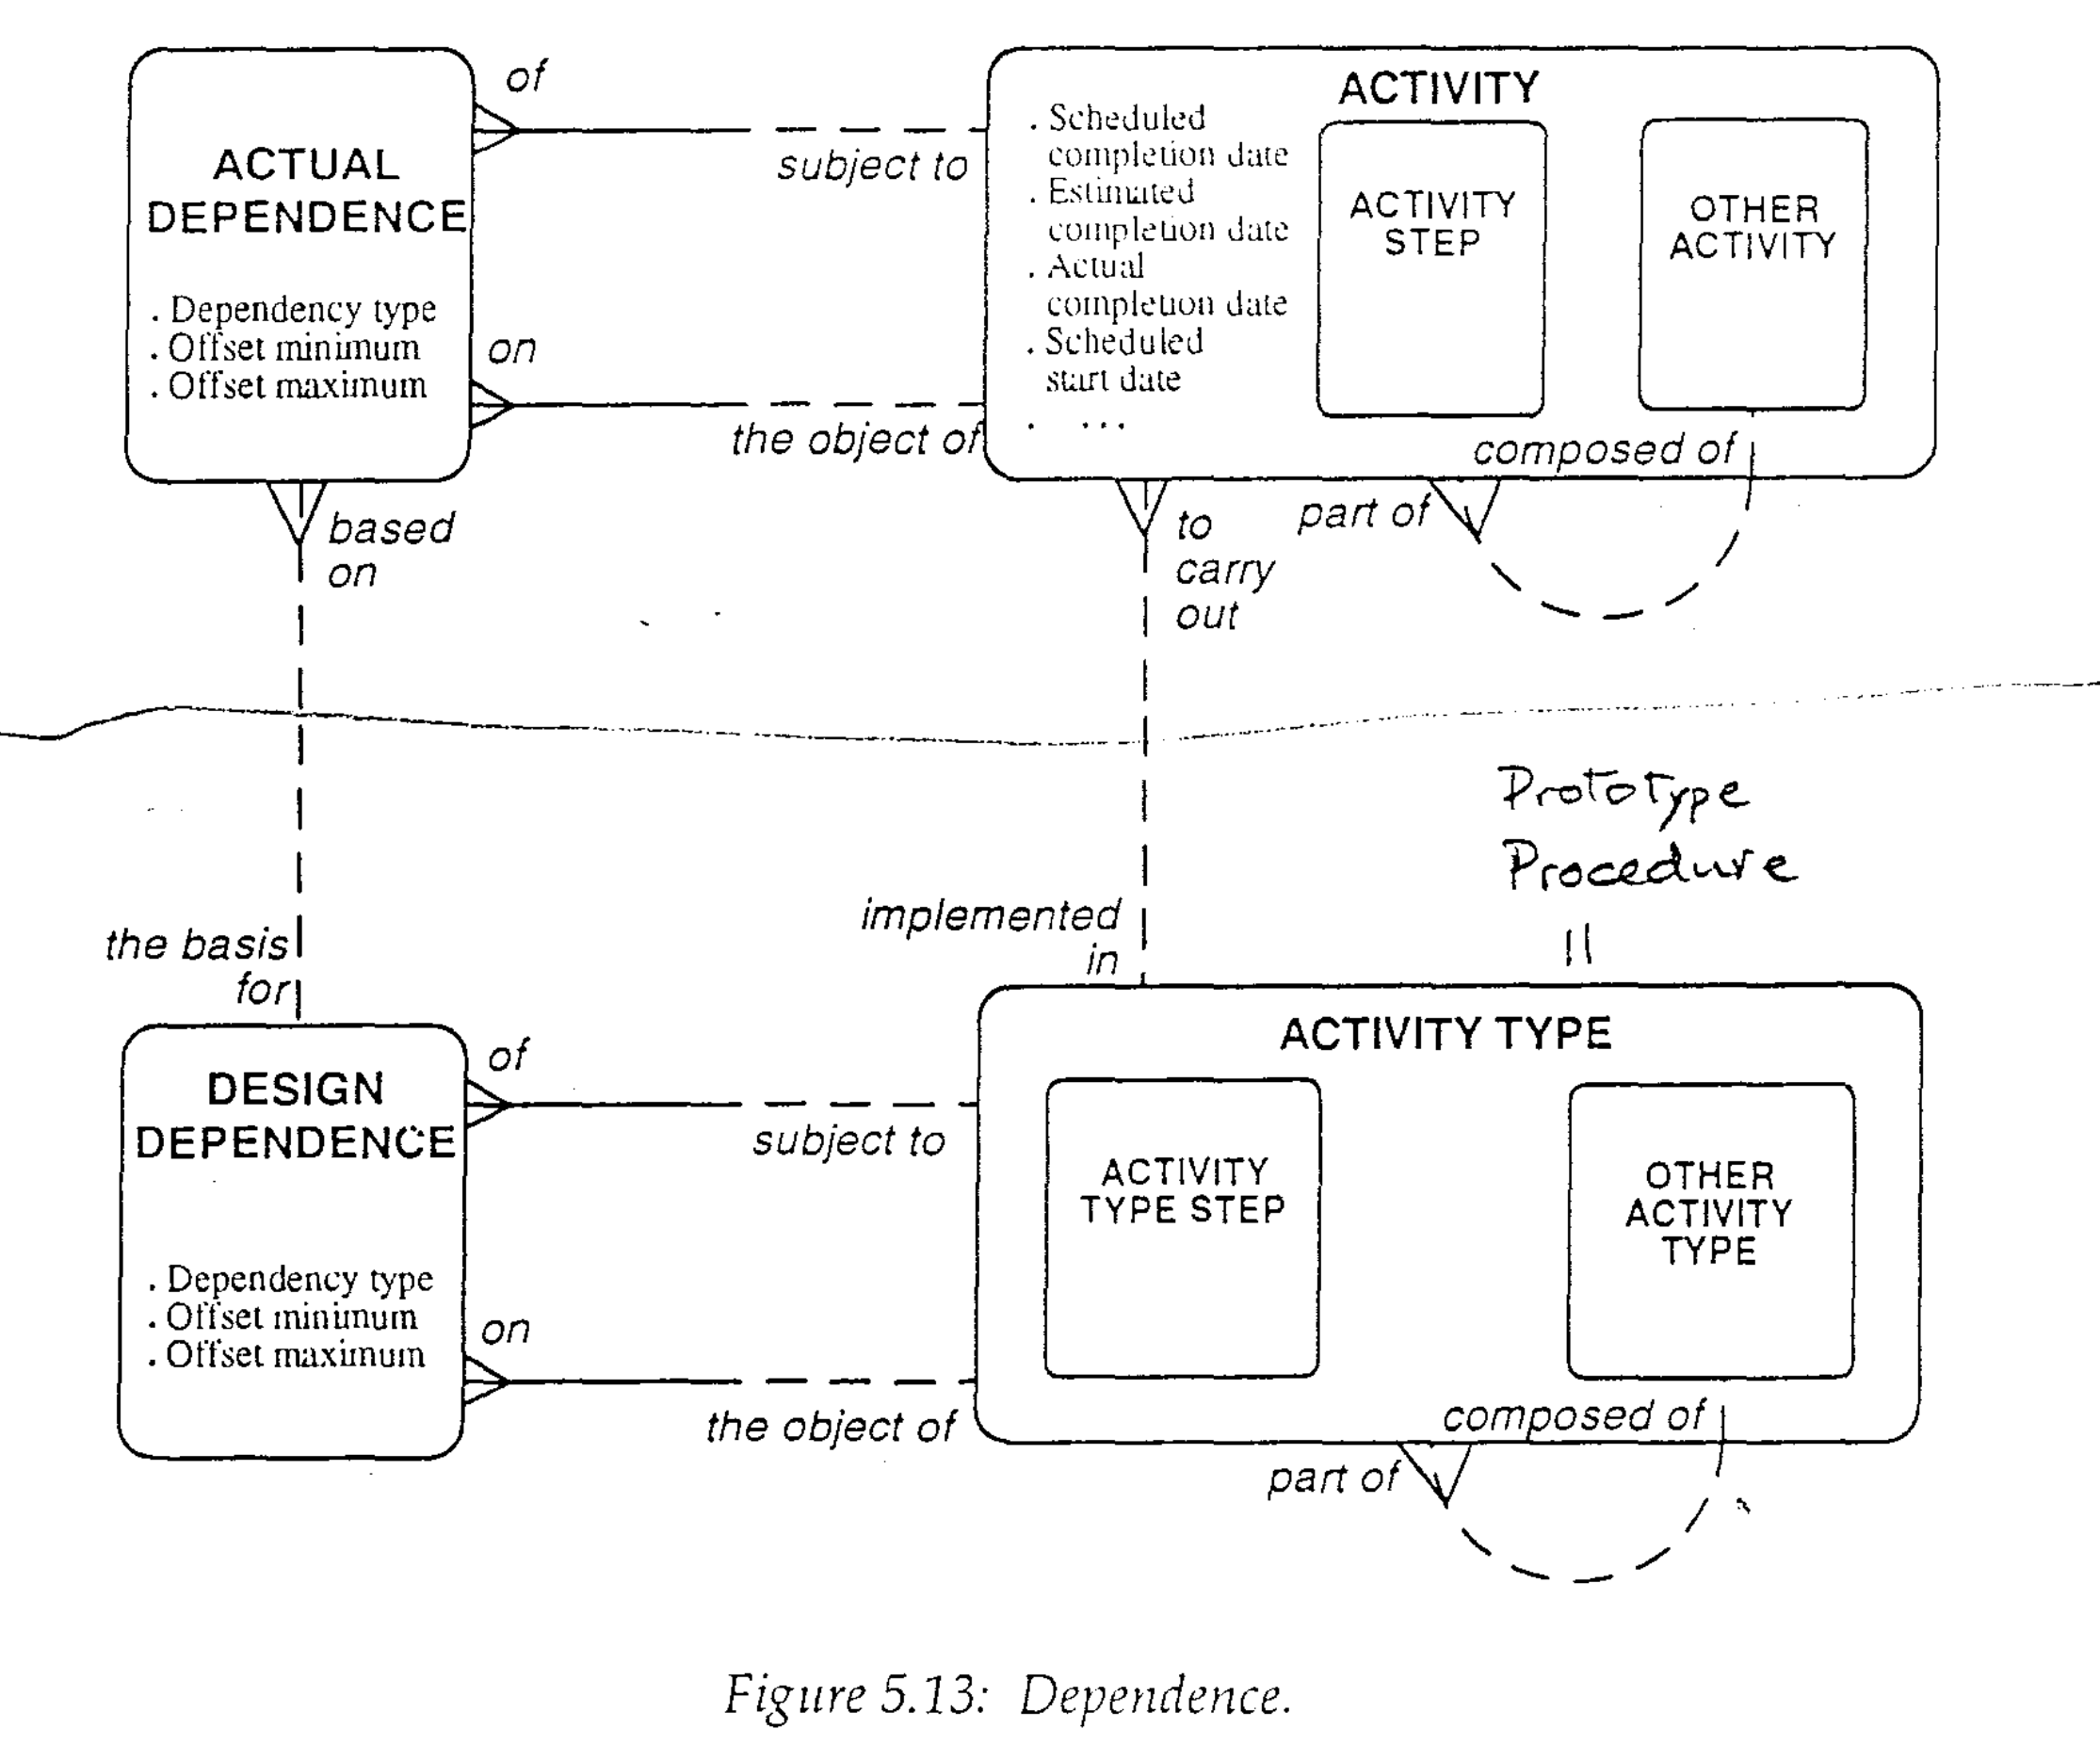 of
ACTUAL
DEPENDENCE
. Dependency type
. Offset minimum
. Offset maximum
on
subject to
the object of
ACTIVITY
. Scheduled
completion date
. Estimated
completion date
. Actual
completion date
. Scheduled
start date
. ...
ACTIVITY
STEP
OTHER
ACTIVITY
composed of
part of
based
on
to
carry
out
Prototype
Procedure
||
the basis
for
implemented
in
DESIGN
DEPENDENCE
. Dependency type
. Offset minimum
. Offset maximum
of
subject to
on
the object of
ACTIVITY TYPE
ACTIVITY
TYPE STEP
OTHER
ACTIVITY
TYPE
composed of
part of
Figure 5.13: Dependence.